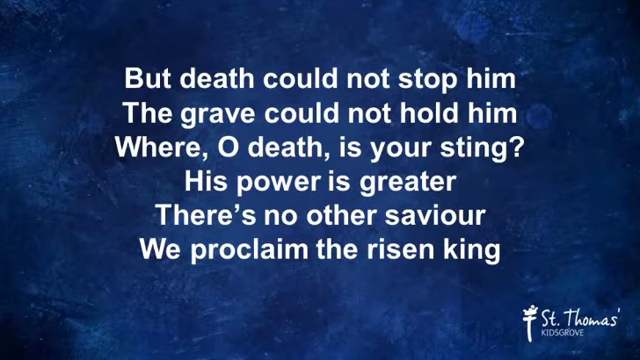 But death could not stop him
The grave could not hold him
Where, O death, is your sting?
His power is greater
There's no other saviour
We proclaim the risen king
St. Thomas'
KIDSGROVE